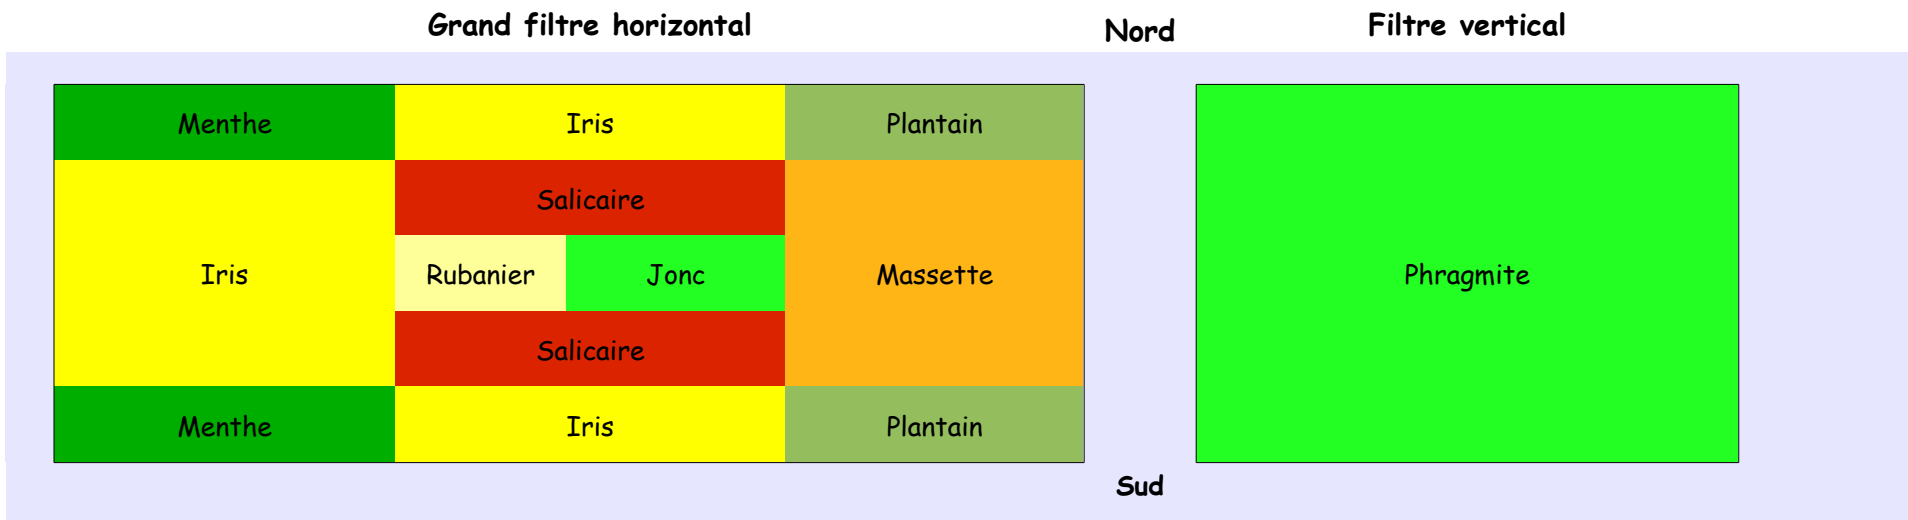 Grand filtre horizontal
Nord
Filtre vertical
Menthe
Iris
Plantain
Salicaire
Iris
Rubanier
Jonc
Massette
Phragmite
Salicaire
Menthe
Iris
Plantain
Sud